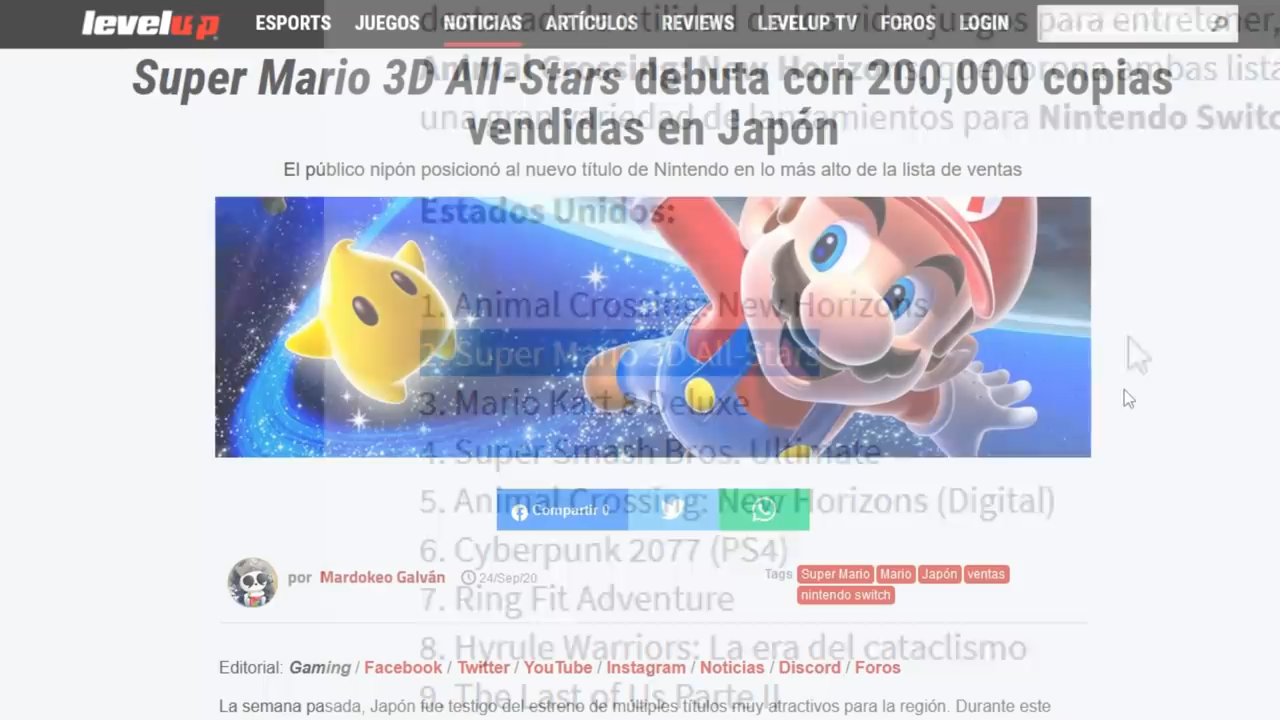 levelup
ESPORTS JUEGOS NOTICIAS ARTÍCULOS REVIEWS LEVELUP TV FOROS LOGIN
Super Mario 3D All-Stars debuta con 200,000 copias
vendidas en Japón
El público nipón posicionó al nuevo título de Nintendo en lo más alto de la lista de ventas
para entretener,
Animal Crossing: New Horizons, que corona ambas lista
una gran variedad de lanzamientos para Nintendo Switc
Estados Unidos:
1. Animal Crossing: New Horizons
2. Super Mario 3D All-Stars
3. Mario Kart 8 Deluxe
4. Super Smash Bros. Ultimate
5. Animal Crossing: New Horizons (Digital)
6. Cyberpunk 2077 (PS4)
7. Ring Fit Adventure
8. Hyrule Warriors: La era del cataclismo
9. The Last of Us Parte II
Compartir 0
por Mardokeo Galván 24/Sep/20
Tags Super Mario Mario Japón ventas
nintendo switch
Editorial: Gaming / Facebook / Twitter / YouTube / Instagram / Noticias / Discord / Foros
La semana pasada, Japón fue testigo del estreno de múltiples títulos muy atractivos para la región. Durante este